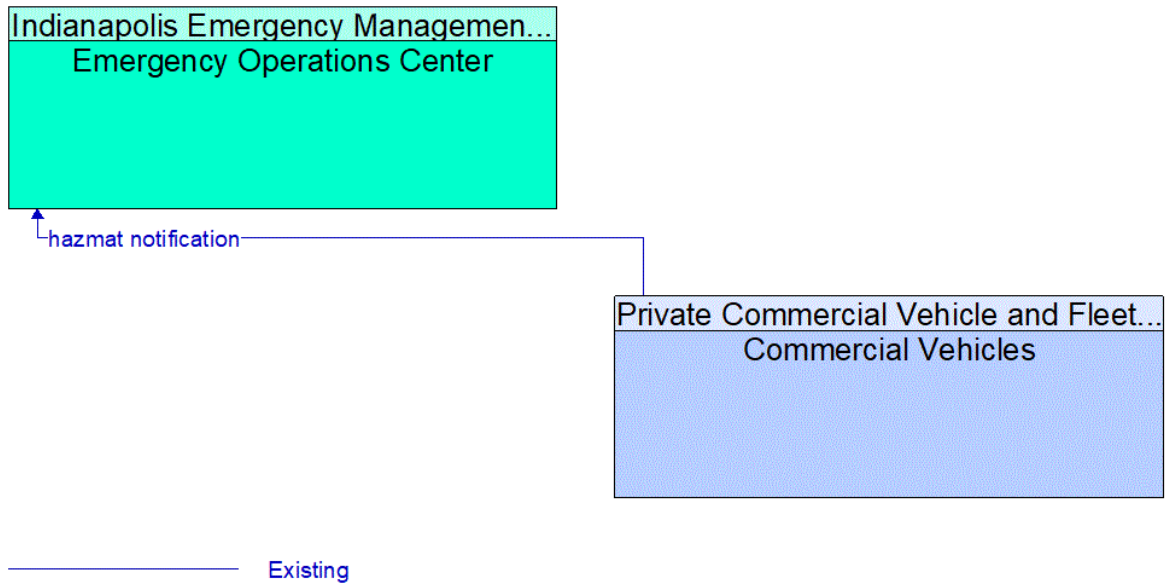 Indianapolis Emergency Managemen...
Emergency Operations Center
hazmat notification
Private Commercial Vehicle and Fleet...
Commercial Vehicles
Existing